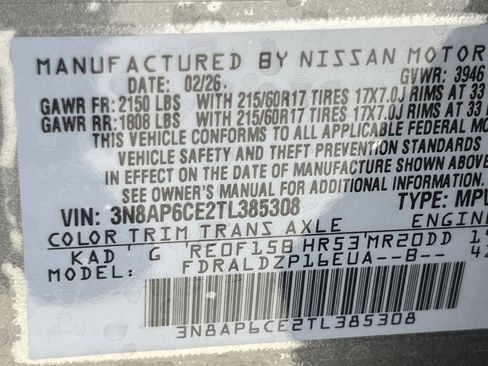 MANUFACTURED BY NISSAN MOTOR
DATE: 02/26. GVWR: 3946
GAWR FR: 2150 LBS WITH 215/60R17 TIRES 17X7.0J RIMS AT 33
GAWR RR: 1808 LBS WITH 215/60R17 TIRES 17X7.0J RIMS AT 33
THIS VEHICLE CONFORMS TO ALL APPLICABLE FEDERAL MO
VEHICLE SAFETY AND THEFT PREVENTION STANDARDS
EFFECT ON THE DATE OF MANUFACTURE SHOWN ABOVE
SEE OWNER'S MANUAL FOR MORE INFORMATION
VIN: 3N8AP6CE2TL385308 TYPE: MPV
COLOR TRIM TRANS AXLE ENGINE
KAD G RE0F15B HR53 MR20DD
FDRALDZP16EUA--B--
3N8AP6CE2TL385308